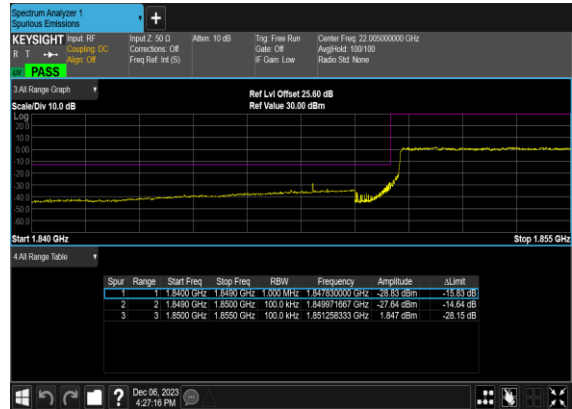 Spectrum Analyzer 1
Spurious Emissions
KEYSIGHT Input: RF Input Z: 50 Ω Atten: 10 dB Trig: Free Run Center Freq: 22.005000000 GHz
R T Coupling: DC Corrections: Off Gate: Off Avg|Hold: 100/100
Align: Off Freq Ref: Int (S) IF Gain: Low Radio Std: None
PASS
3 All Range Graph
Ref Lvl Offset 25.60 dB
Scale/Div 10.0 dB Ref Value 30.00 dBm
Log
20.0
10.0
0.00
-10.0
-20.0
-30.0
-40.0
-50.0
-60.0
Start 1.840 GHz Stop 1.855 GHz
4 All Range Table
Spur Range Start Freq Stop Freq RBW Frequency Amplitude ΔLimit
1 1 1.8400 GHz 1.8490 GHz 1.000 MHz 1.847830000 GHz -28.83 dBm -15.83 dB
2 2 1.8490 GHz 1.8500 GHz 100.0 kHz 1.849971667 GHz -27.64 dBm -14.64 dB
3 3 1.8500 GHz 1.8550 GHz 100.0 kHz 1.851258333 GHz 1.847 dBm -28.15 dB
Dec 06, 2023
4:27:16 PM